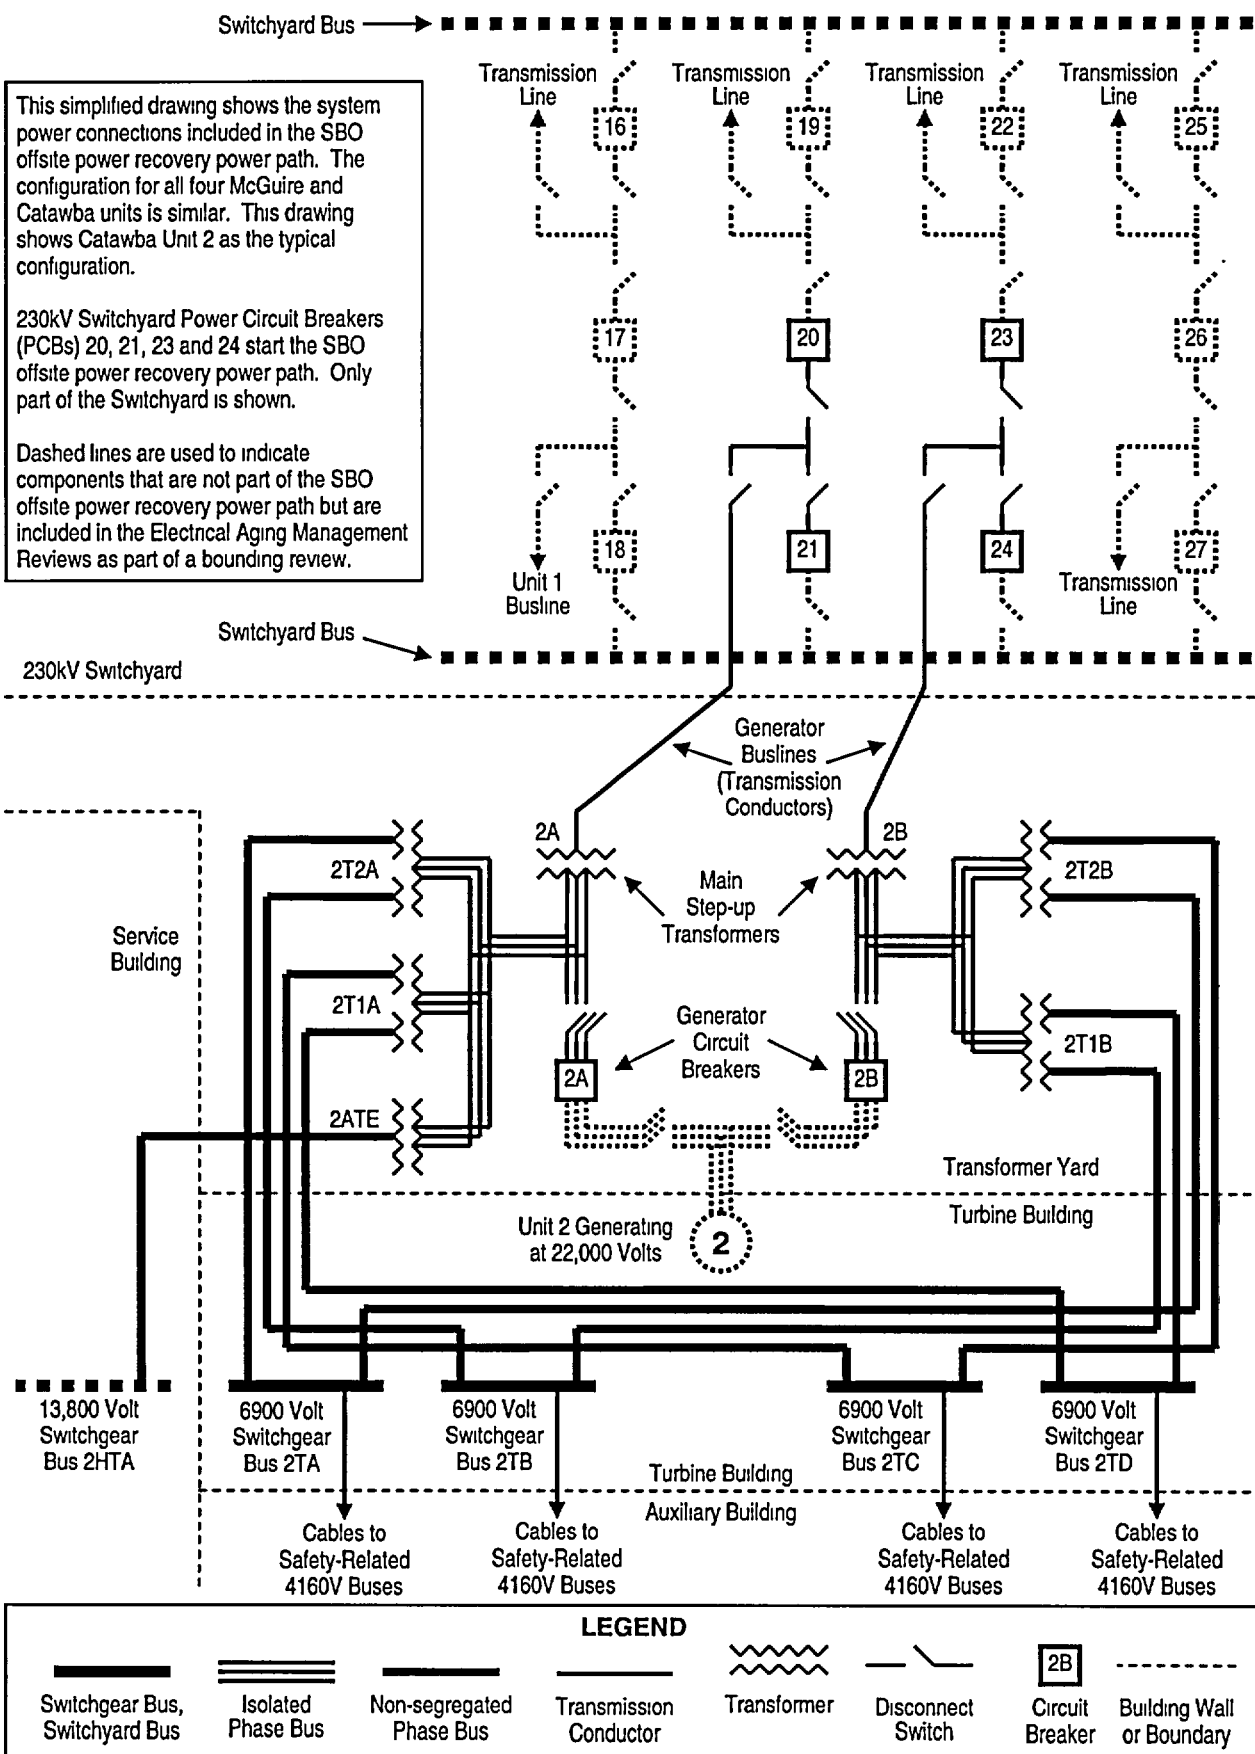 Switchyard Bus
Transmission
Line
Transmission
Line
Transmission
Line
Transmission
Line
This simplified drawing shows the system
power connections included in the SBO
offsite power recovery power path. The
configuration for all four McGuire and
Catawba units is similar. This drawing
shows Catawba Unit 2 as the typical
configuration.
230kV Switchyard Power Circuit Breakers
(PCBs) 20, 21, 23 and 24 start the SBO
offsite power recovery power path. Only
part of the Switchyard is shown.
Dashed lines are used to indicate
components that are not part of the SBO
offsite power recovery power path but are
included in the Electrical Aging Management
Reviews as part of a bounding review.
16
19
22
25
17
20
23
26
18
21
24
27
Unit 1
Busline
Transmission
Line
Switchyard Bus
230kV Switchyard
Generator
Buslines
(Transmission
Conductors)
2A
2B
2T2A
2T2B
Main
Step-up
Transformers
Service
Building
2T1A
Generator
Circuit
Breakers
2T1B
2A
2B
2ATE
Transformer Yard
Turbine Building
Unit 2 Generating
at 22,000 Volts
2
13,800 Volt
Switchgear
Bus 2HTA
6900 Volt
Switchgear
Bus 2TA
6900 Volt
Switchgear
Bus 2TB
6900 Volt
Switchgear
Bus 2TC
6900 Volt
Switchgear
Bus 2TD
Turbine Building
Auxiliary Building
Cables to
Safety-Related
4160V Buses
Cables to
Safety-Related
4160V Buses
Cables to
Safety-Related
4160V Buses
Cables to
Safety-Related
4160V Buses
LEGEND
2B
Switchgear Bus,
Switchyard Bus
Isolated
Phase Bus
Non-segregated
Phase Bus
Transmission
Conductor
Transformer
Disconnect
Switch
Circuit
Breaker
Building Wall
or Boundary